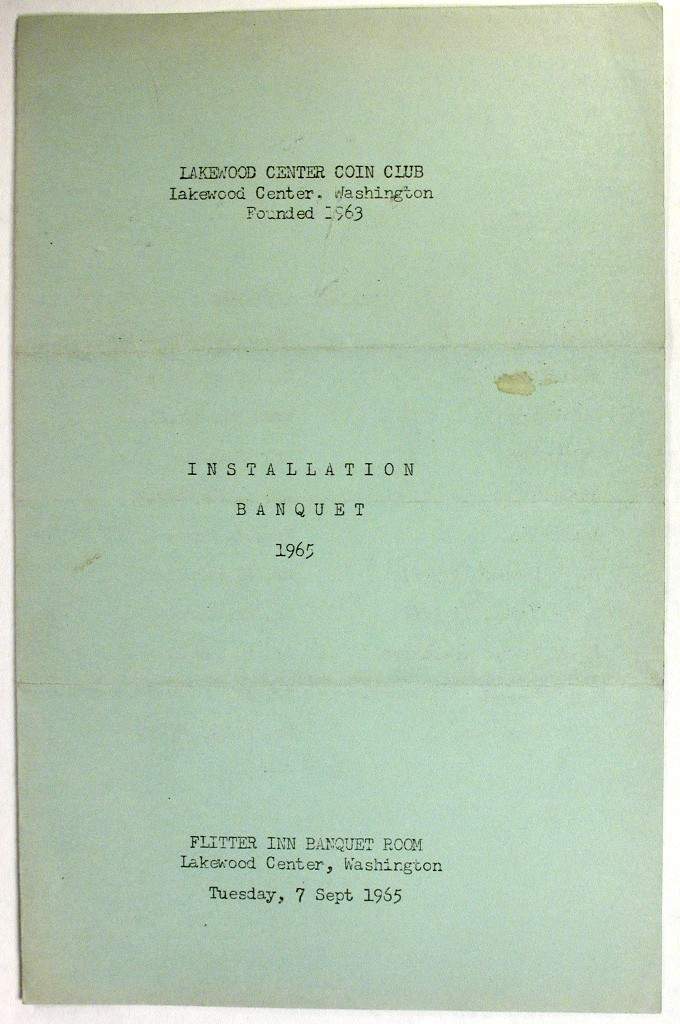 LAKEWOOD CENTER COIN CLUB
Lakewood Center. Washington
Founded 1963
INSTALLATION
BANQUET
1965
FLITTER INN BANQUET ROOM
Lakewood Center, Washington
Tuesday, 7 Sept 1965